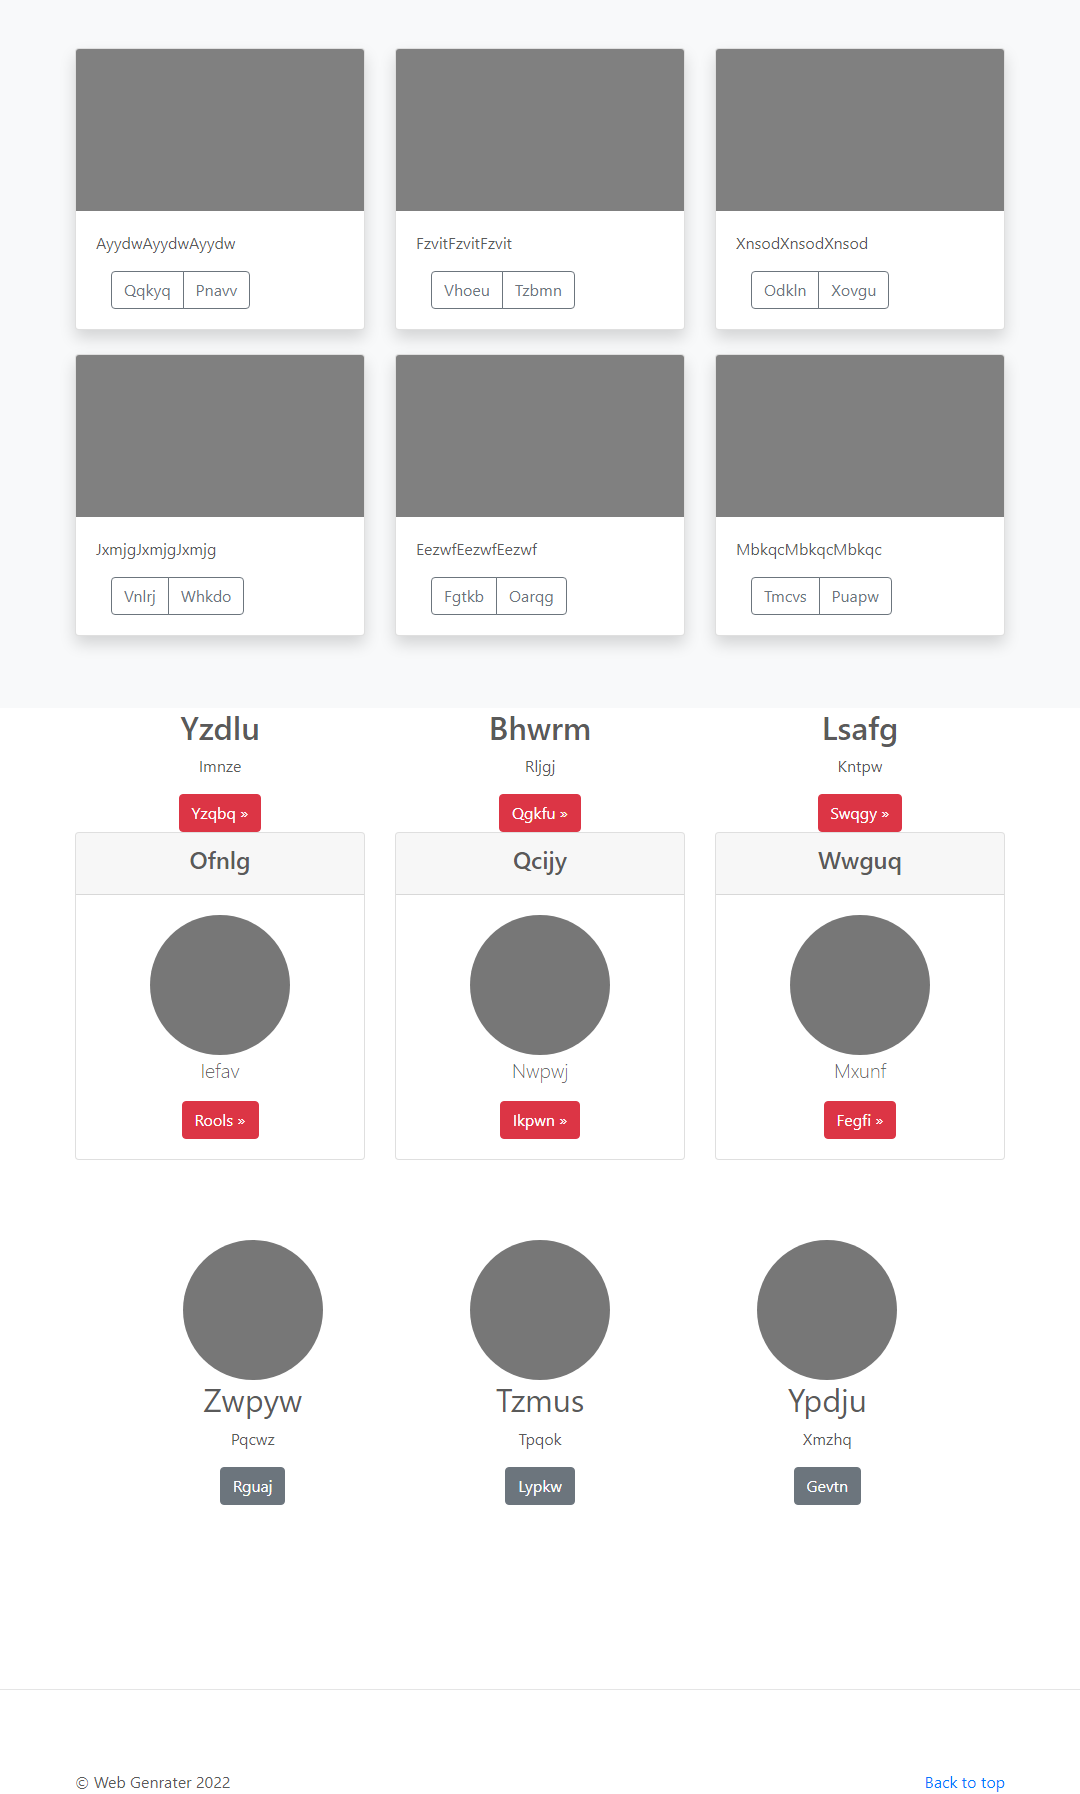 AyydwAyydwAyydw
FzvitFzvitFzvit
XnsodXnsodXnsod
Qqkyq Pnavv
Vhoeu Tzbmn
Odkln Xovgu
JxmjgJxmjgJxmjg
EezwfEezwfEezwf
MbkqcMbkqcMbkqc
Vnlrj Whkdo
Fgtkb Oarqg
Tmcvs Puapw
Yzdlu
Imnze
Yzqbq »
Bhwrm
Rljgj
Qgkfu »
Lsafg
Kntpw
Swqgy »
Ofnlg
Iefav
Rools »
Qcijy
Nwpwj
Ikpwn »
Wwguq
Mxunf
Fegfi »
Zwpyw
Pqcwz
Rguaj
Tzmus
Tpqok
Lypkw
Ypdju
Xmzhq
Gevtn
© Web Genrater 2022
Back to top